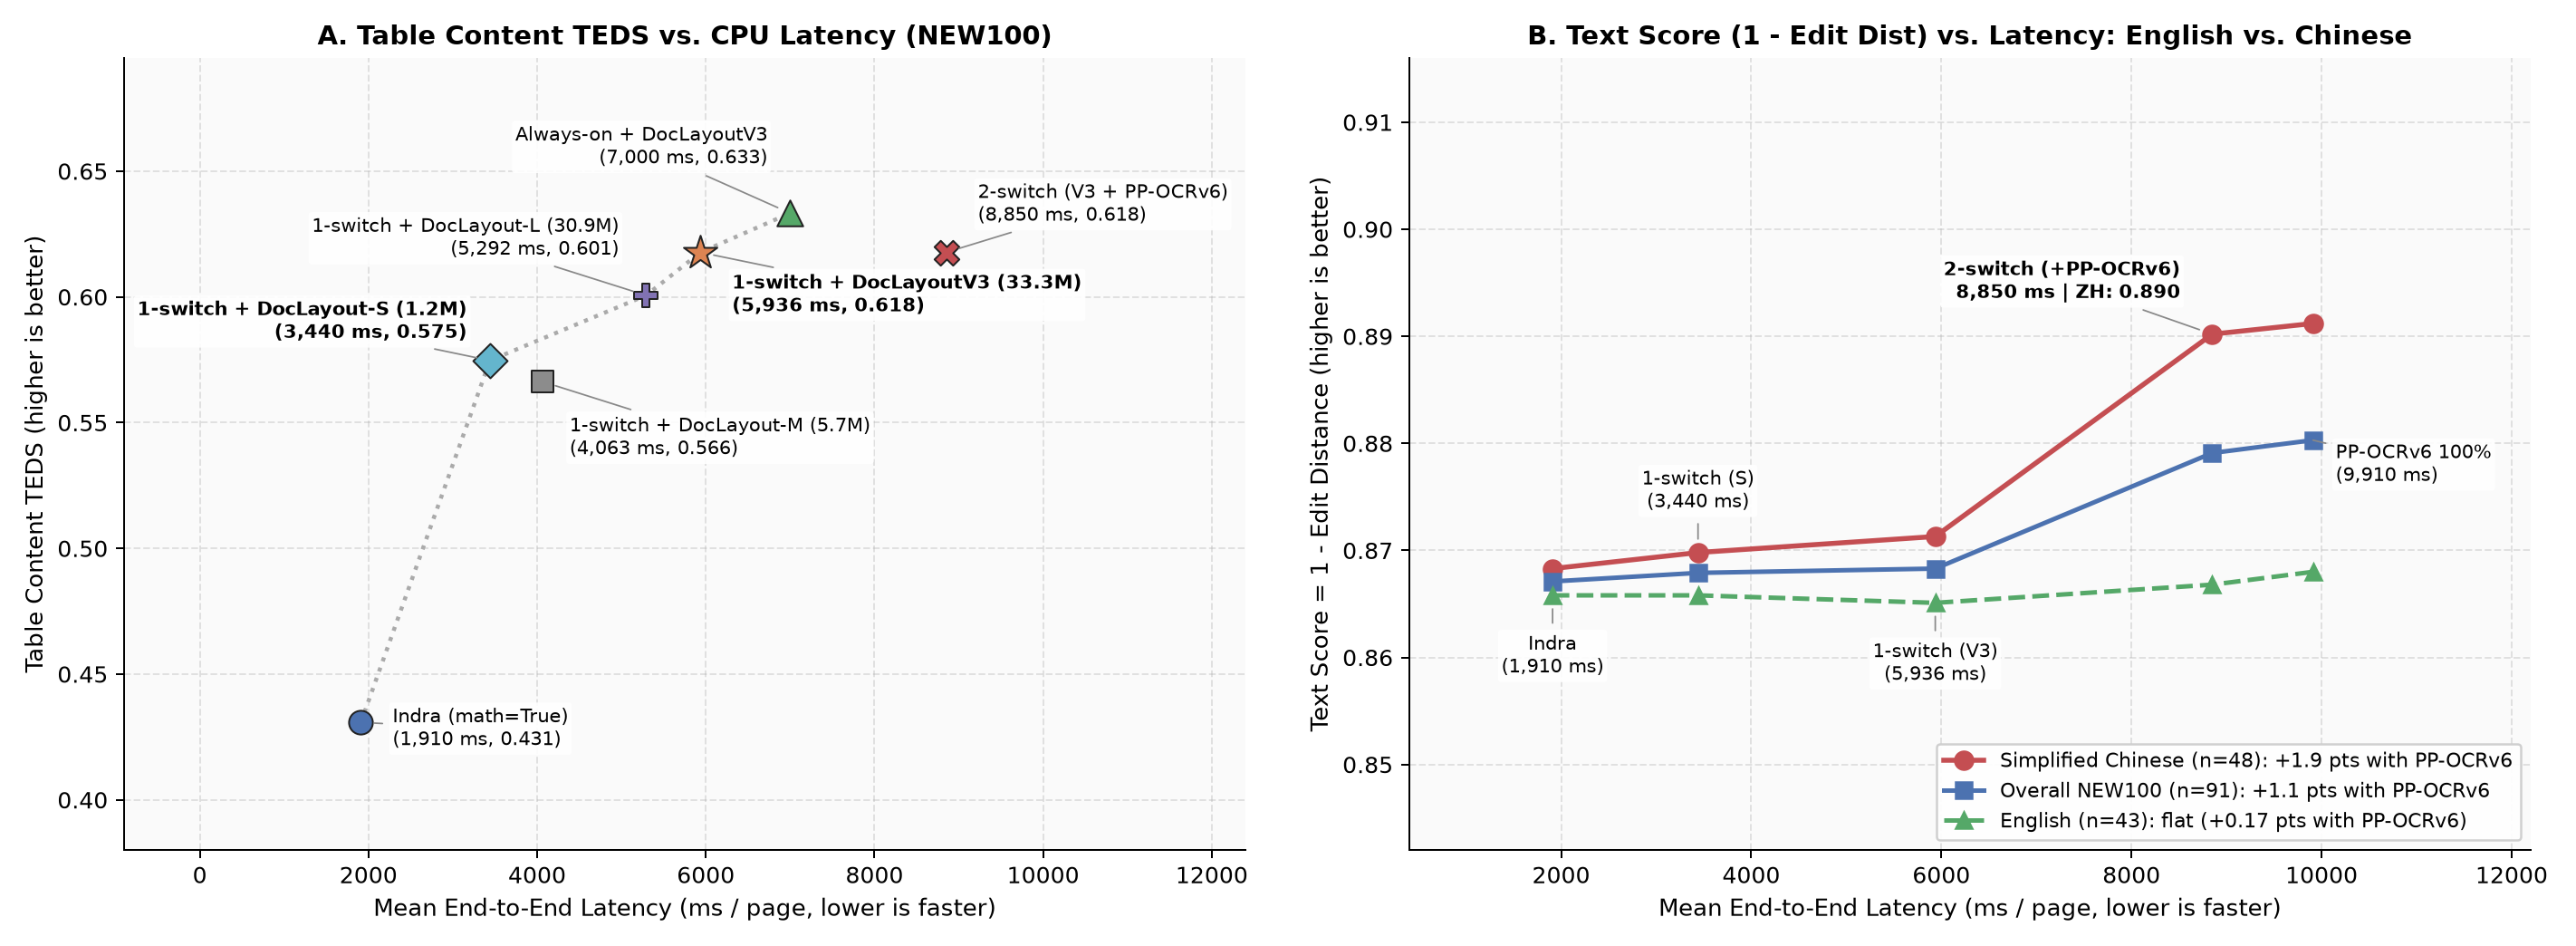 A. Table Content TEDS vs. CPU Latency (NEW100)
Table Content TEDS (higher is better)
0.65
0.60
0.55
0.50
0.45
0.40
Always-on + DocLayoutV3
(7,000 ms, 0.633)
2-switch (V3 + PP-OCRv6)
(8,850 ms, 0.618)
1-switch + DocLayout-L (30.9M)
(5,292 ms, 0.601)
1-switch + DocLayoutV3 (33.3M)
(5,936 ms, 0.618)
1-switch + DocLayout-S (1.2M)
(3,440 ms, 0.575)
1-switch + DocLayout-M (5.7M)
(4,063 ms, 0.566)
Indra (math=True)
(1,910 ms, 0.431)
0 2000 4000 6000 8000 10000 12000
Mean End-to-End Latency (ms / page, lower is faster)
B. Text Score (1 - Edit Dist) vs. Latency: English vs. Chinese
Text Score = 1 - Edit Distance (higher is better)
0.91
0.90
0.89
0.88
0.87
0.86
0.85
2-switch (+PP-OCRv6)
8,850 ms | ZH: 0.890
PP-OCRv6 100%
(9,910 ms)
1-switch (S)
(3,440 ms)
Indra
(1,910 ms)
1-switch (V3)
(5,936 ms)
Simplified Chinese (n=48): +1.9 pts with PP-OCRv6
Overall NEW100 (n=91): +1.1 pts with PP-OCRv6
English (n=43): flat (+0.17 pts with PP-OCRv6)
2000 4000 6000 8000 10000 12000
Mean End-to-End Latency (ms / page, lower is faster)